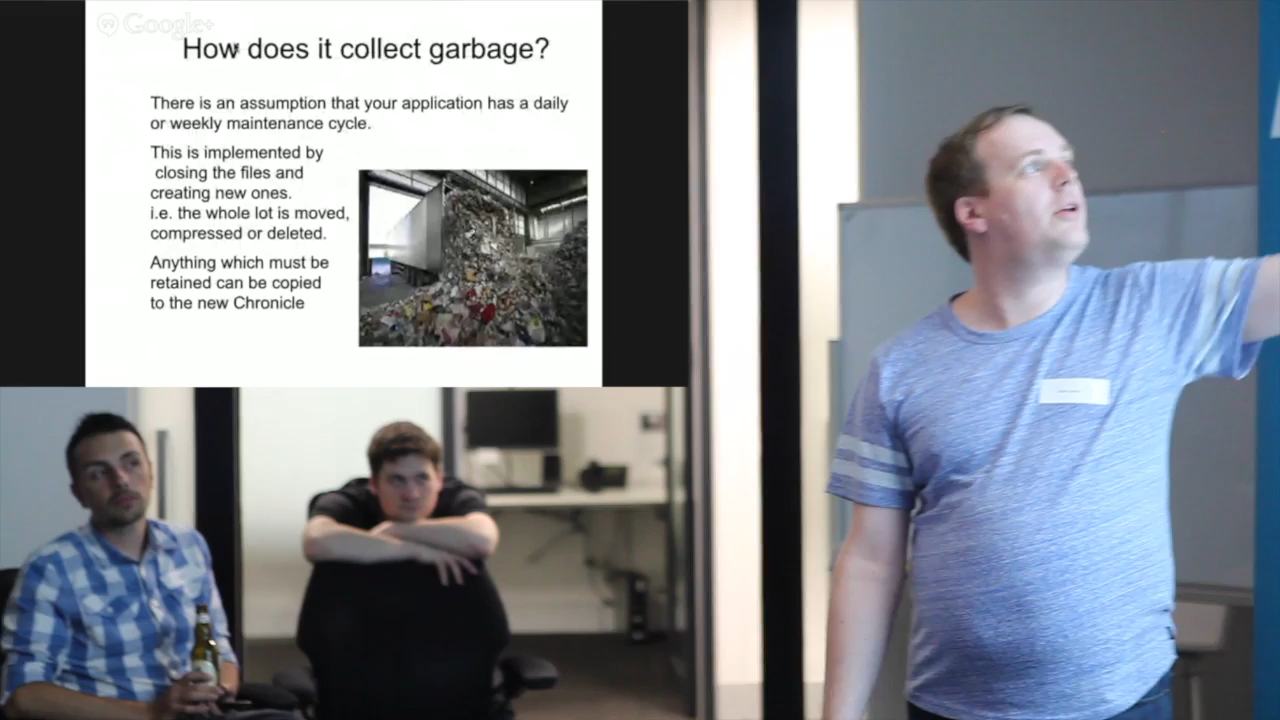 Google+
How does it collect garbage?
There is an assumption that your application has a daily
or weekly maintenance cycle.
This is implemented by
closing the files and
creating new ones.
i.e. the whole lot is moved,
compressed or deleted.
Anything which must be
retained can be copied
to the new Chronicle